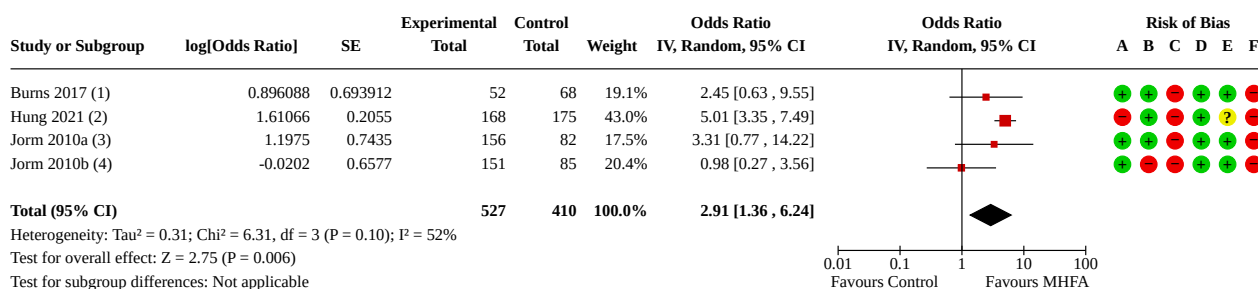 Experimental Control Odds Ratio Odds Ratio Risk of Bias
Study or Subgroup log[Odds Ratio] SE Total Total Weight IV, Random, 95% CI IV, Random, 95% CI A B C D E F
Burns 2017 (1) 0.896088 0.693912 52 68 19.1% 2.45 [0.63 , 9.55] + + − + + −
Hung 2021 (2) 1.61066 0.2055 168 175 43.0% 5.01 [3.35 , 7.49] − + − + ? −
Jorm 2010a (3) 1.1975 0.7435 156 82 17.5% 3.31 [0.77 , 14.22] + + − + + −
Jorm 2010b (4) -0.0202 0.6577 151 85 20.4% 0.98 [0.27 , 3.56] + − − + + −
Total (95% CI) 527 410 100.0% 2.91 [1.36 , 6.24]
Heterogeneity: Tau² = 0.31; Chi² = 6.31, df = 3 (P = 0.10); I² = 52%
Test for overall effect: Z = 2.75 (P = 0.006)
0.01 0.1 1 10 100
Test for subgroup differences: Not applicable Favours Control Favours MHFA